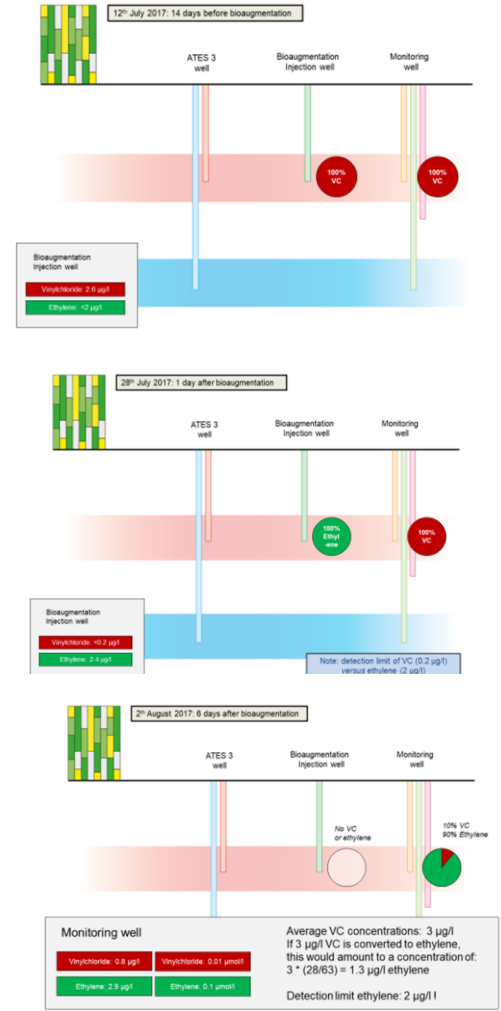 12th July 2017: 14 days before bioaugmentation
ATES 3
well
Bioaugmentation
Injection well
Monitoring
well
100%
VC
100%
VC
Bioaugmentation
Injection well
Vinylchloride: 2.6 µg/l
Ethylene: <2 µg/l
28th July 2017: 1 day after bioaugmentation
ATES 3
well
Bioaugmentation
Injection well
Monitoring
well
100%
Ethyl
-ene
100%
VC
Bioaugmentation
Injection well
Vinylchloride: <0.2 µg/l
Ethylene: 2.4 µg/l
Note: detection limit of VC (0.2 µg/l)
versus ethylene (2 µg/l)
2th August 2017: 6 days after bioaugmentation
ATES 3
well
Bioaugmentation
Injection well
Monitoring
well
No VC
or ethylene
10% VC
90% Ethylene
Monitoring well
Vinylchloride: 0.8 µg/l
Vinylchloride: 0.01 µmol/l
Ethylene: 2.9 µg/l
Ethylene: 0.1 µmol/l
Average VC concentrations: 3 µg/l
If 3 µg/l VC is converted to ethylene,
this would amount to a concentration of:
3 * (28/63) = 1.3 µg/l ethylene
Detection limit ethylene: 2 µg/l !